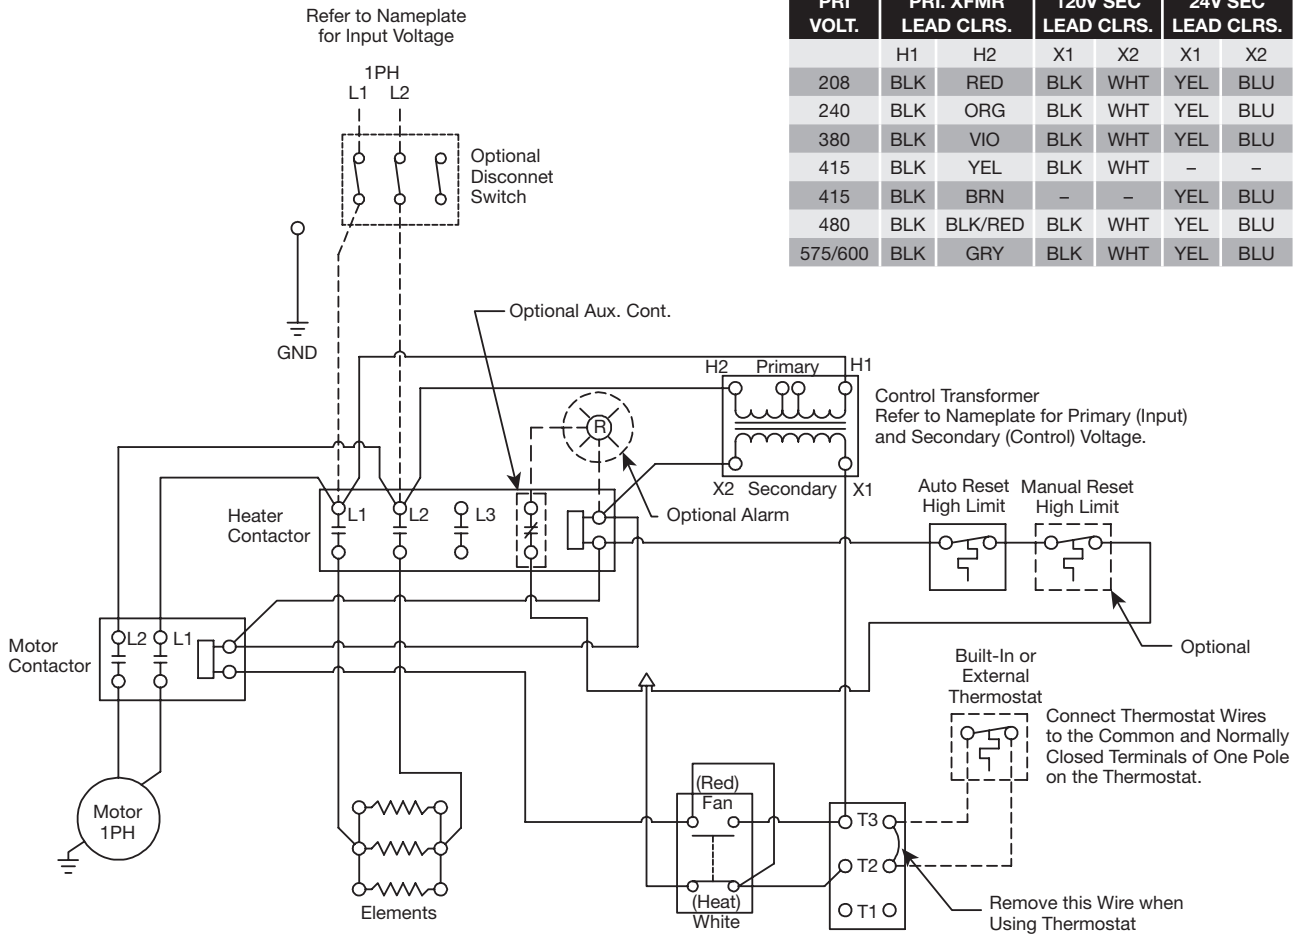 Refer to Nameplate
for Input Voltage
1PH
L1 L2
Optional
Disconnet
Switch
PRI PRI. XFMR 120V SEC 24V SEC
VOLT. LEAD CLRS. LEAD CLRS. LEAD CLRS.
H1 H2 X1 X2 X1 X2
208 BLK RED BLK WHT YEL BLU
240 BLK ORG BLK WHT YEL BLU
380 BLK VIO BLK WHT YEL BLU
415 BLK YEL BLK WHT – –
415 BLK BRN – – YEL BLU
480 BLK BLK/RED BLK WHT YEL BLU
575/600 BLK GRY BLK WHT YEL BLU
GND
Optional Aux. Cont.
H2 Primary H1
Control Transformer
Refer to Nameplate for Primary (Input)
and Secondary (Control) Voltage.
R
X2 Secondary X1
Optional Alarm
Heater
Contactor
L1 L2 L3
Auto Reset
High Limit
Manual Reset
High Limit
Optional
Motor
Contactor
L2 L1
Built-In or
External
Thermostat
Connect Thermostat Wires
to the Common and Normally
Closed Terminals of One Pole
on the Thermostat.
Motor
1PH
Elements
(Red)
Fan
(Heat)
White
T3
T2
T1
Remove this Wire when
Using Thermostat